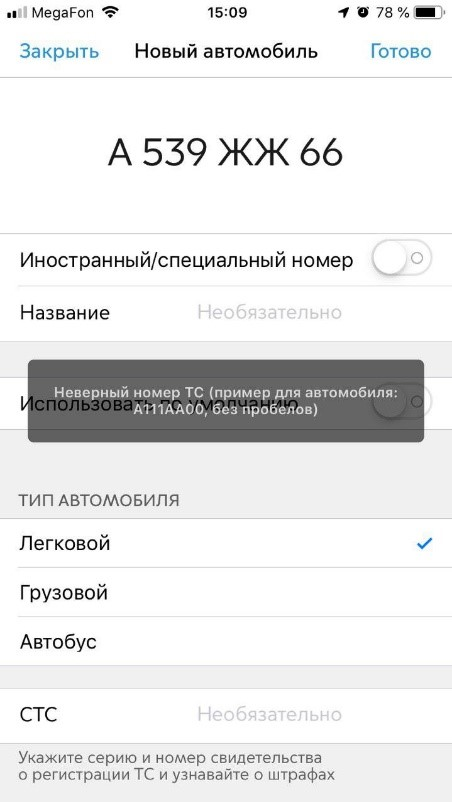 MegaFon 15:09 78 %
Закрыть Новый автомобиль Готово
А 539 ЖЖ 66
Иностранный/специальный номер
Название Необязательно
Неверный номер ТС (пример для автомобиля:
А111АА00, без пробелов)
Использовать по умолчанию
ТИП АВТОМОБИЛЯ
Легковой
Грузовой
Автобус
СТС Необязательно
Укажите серию и номер свидетельства
о регистрации ТС и узнавайте о штрафах